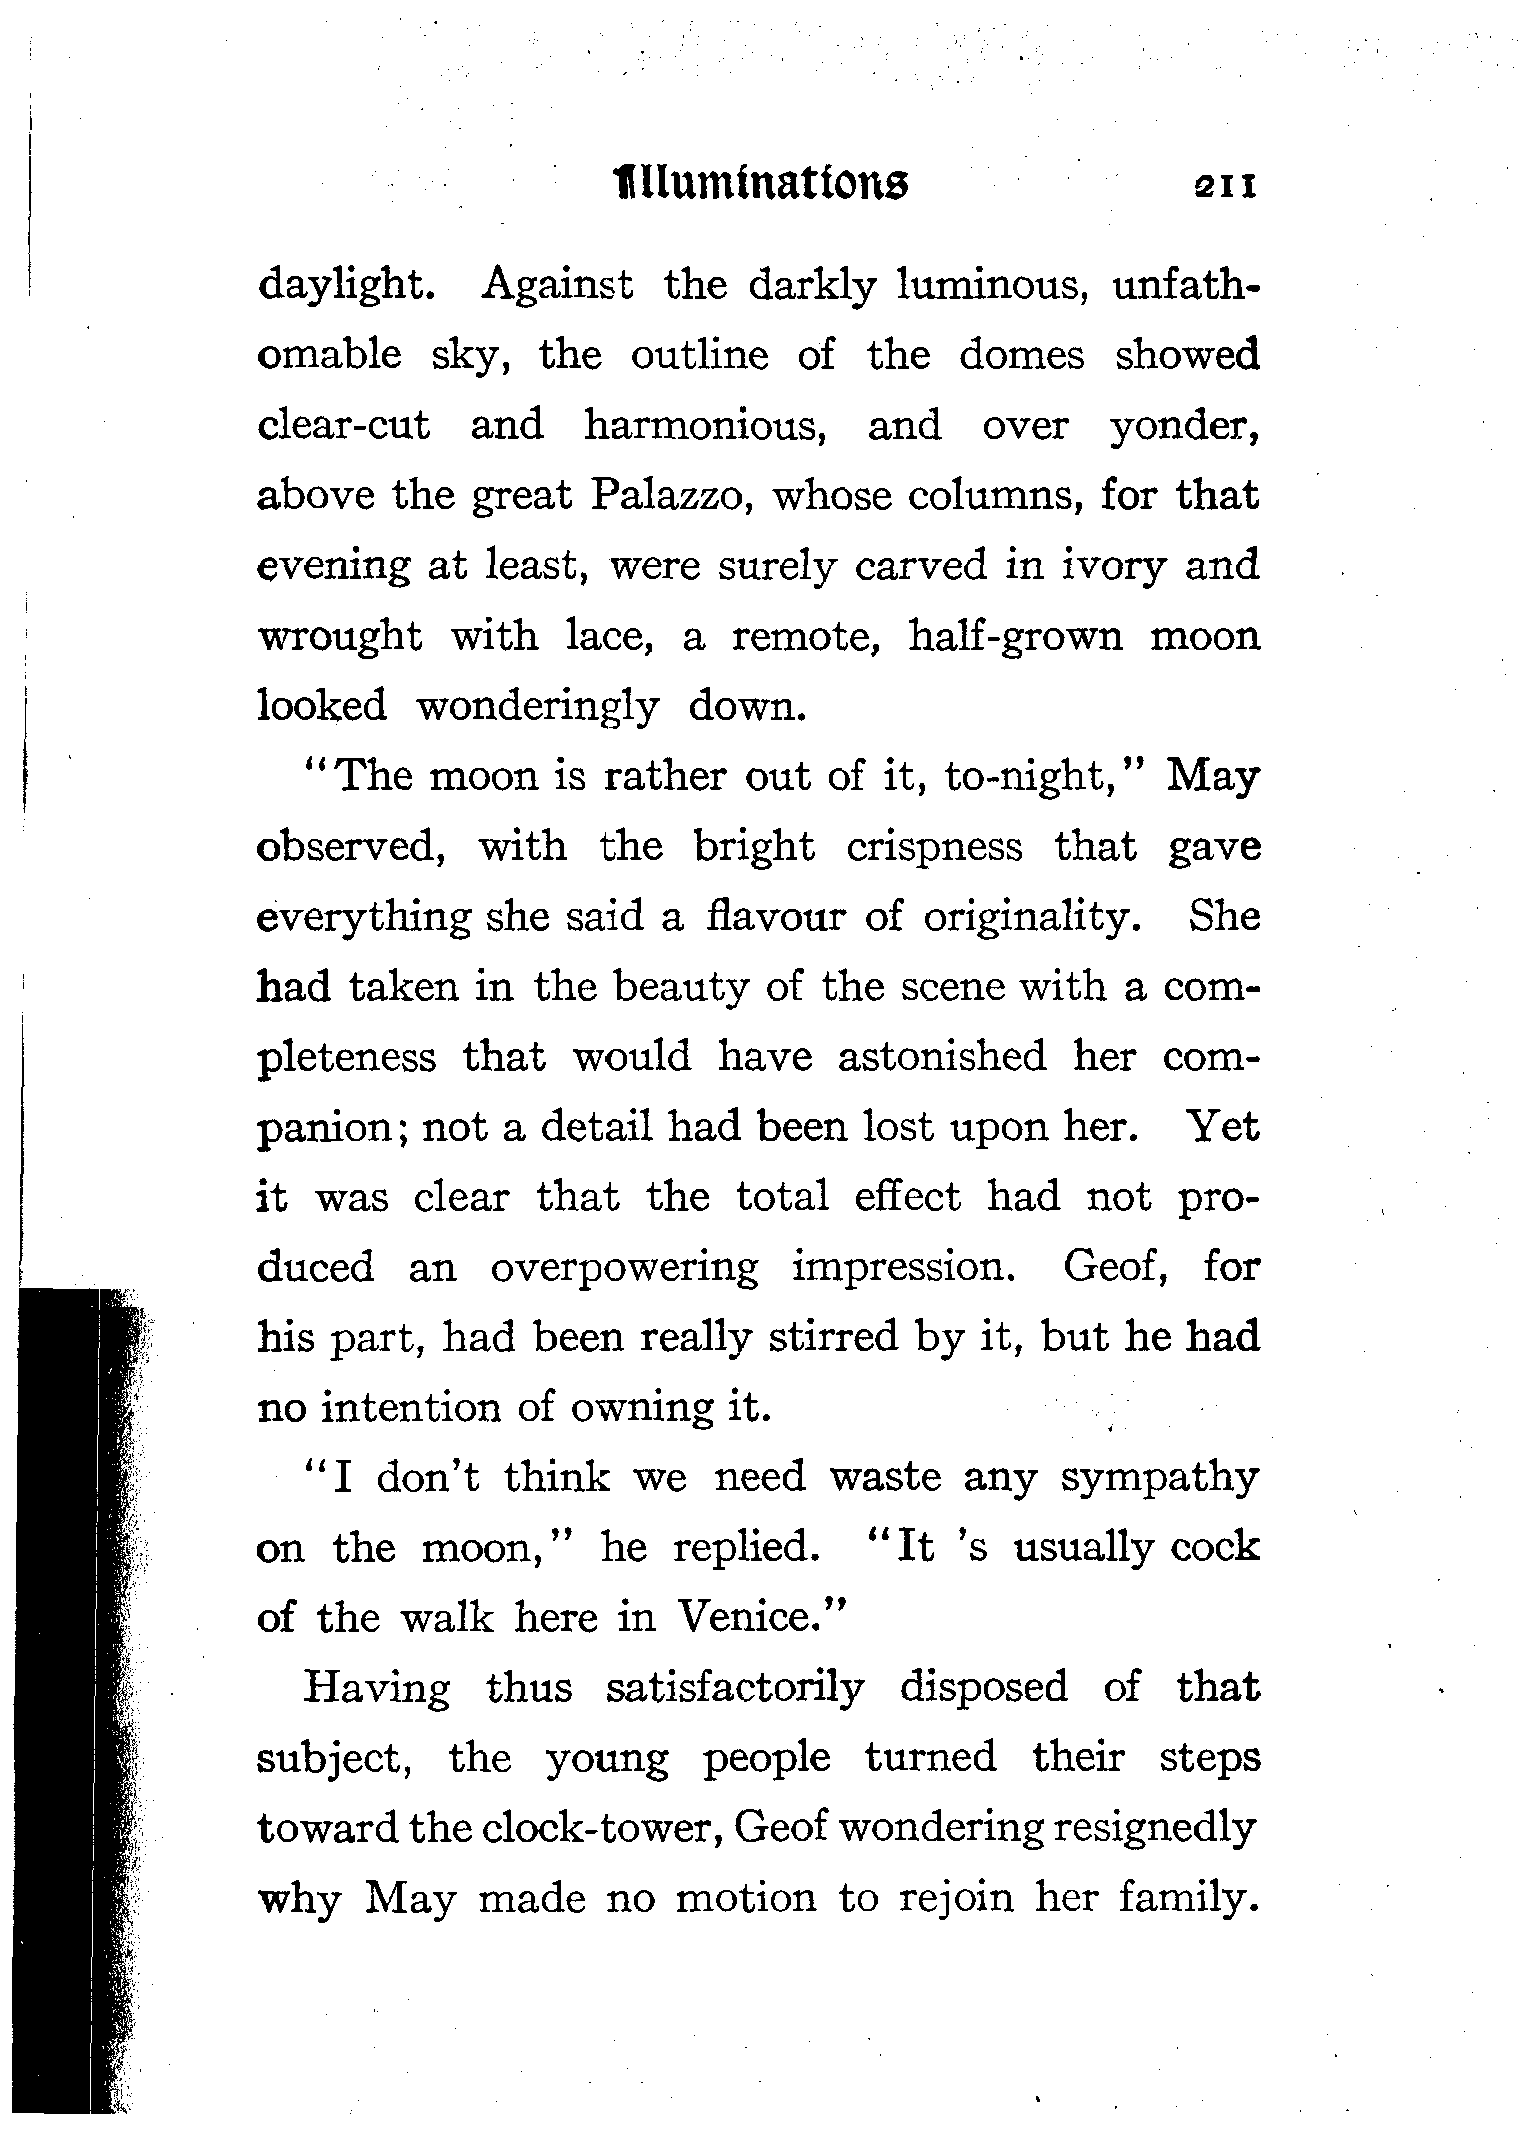 Illuminations 211
daylight. Against the darkly luminous, unfath-
omable sky, the outline of the domes showed
clear-cut and harmonious, and over yonder,
above the great Palazzo, whose columns, for that
evening at least, were surely carved in ivory and
wrought with lace, a remote, half-grown moon
looked wonderingly down.
"The moon is rather out of it, to-night," May
observed, with the bright crispness that gave
everything she said a flavour of originality. She
had taken in the beauty of the scene with a com-
pleteness that would have astonished her com-
panion; not a detail had been lost upon her. Yet
it was clear that the total effect had not pro-
duced an overpowering impression. Geof, for
his part, had been really stirred by it, but he had
no intention of owning it.
"I don't think we need waste any sympathy
on the moon," he replied. "It 's usually cock
of the walk here in Venice."
Having thus satisfactorily disposed of that
subject, the young people turned their steps
toward the clock-tower, Geof wondering resignedly
why May made no motion to rejoin her family.